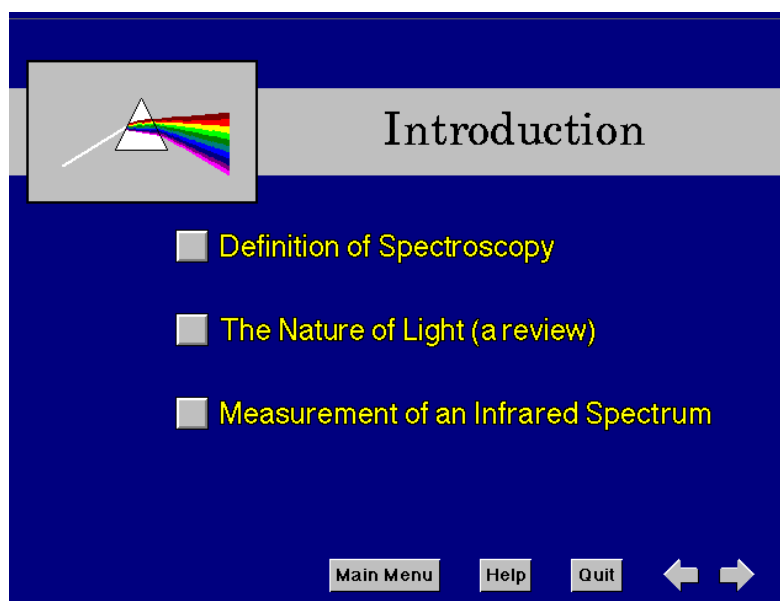 Introduction
Definition of Spectroscopy
The Nature of Light (a review)
Measurement of an Infrared Spectrum
Main Menu Help Quit